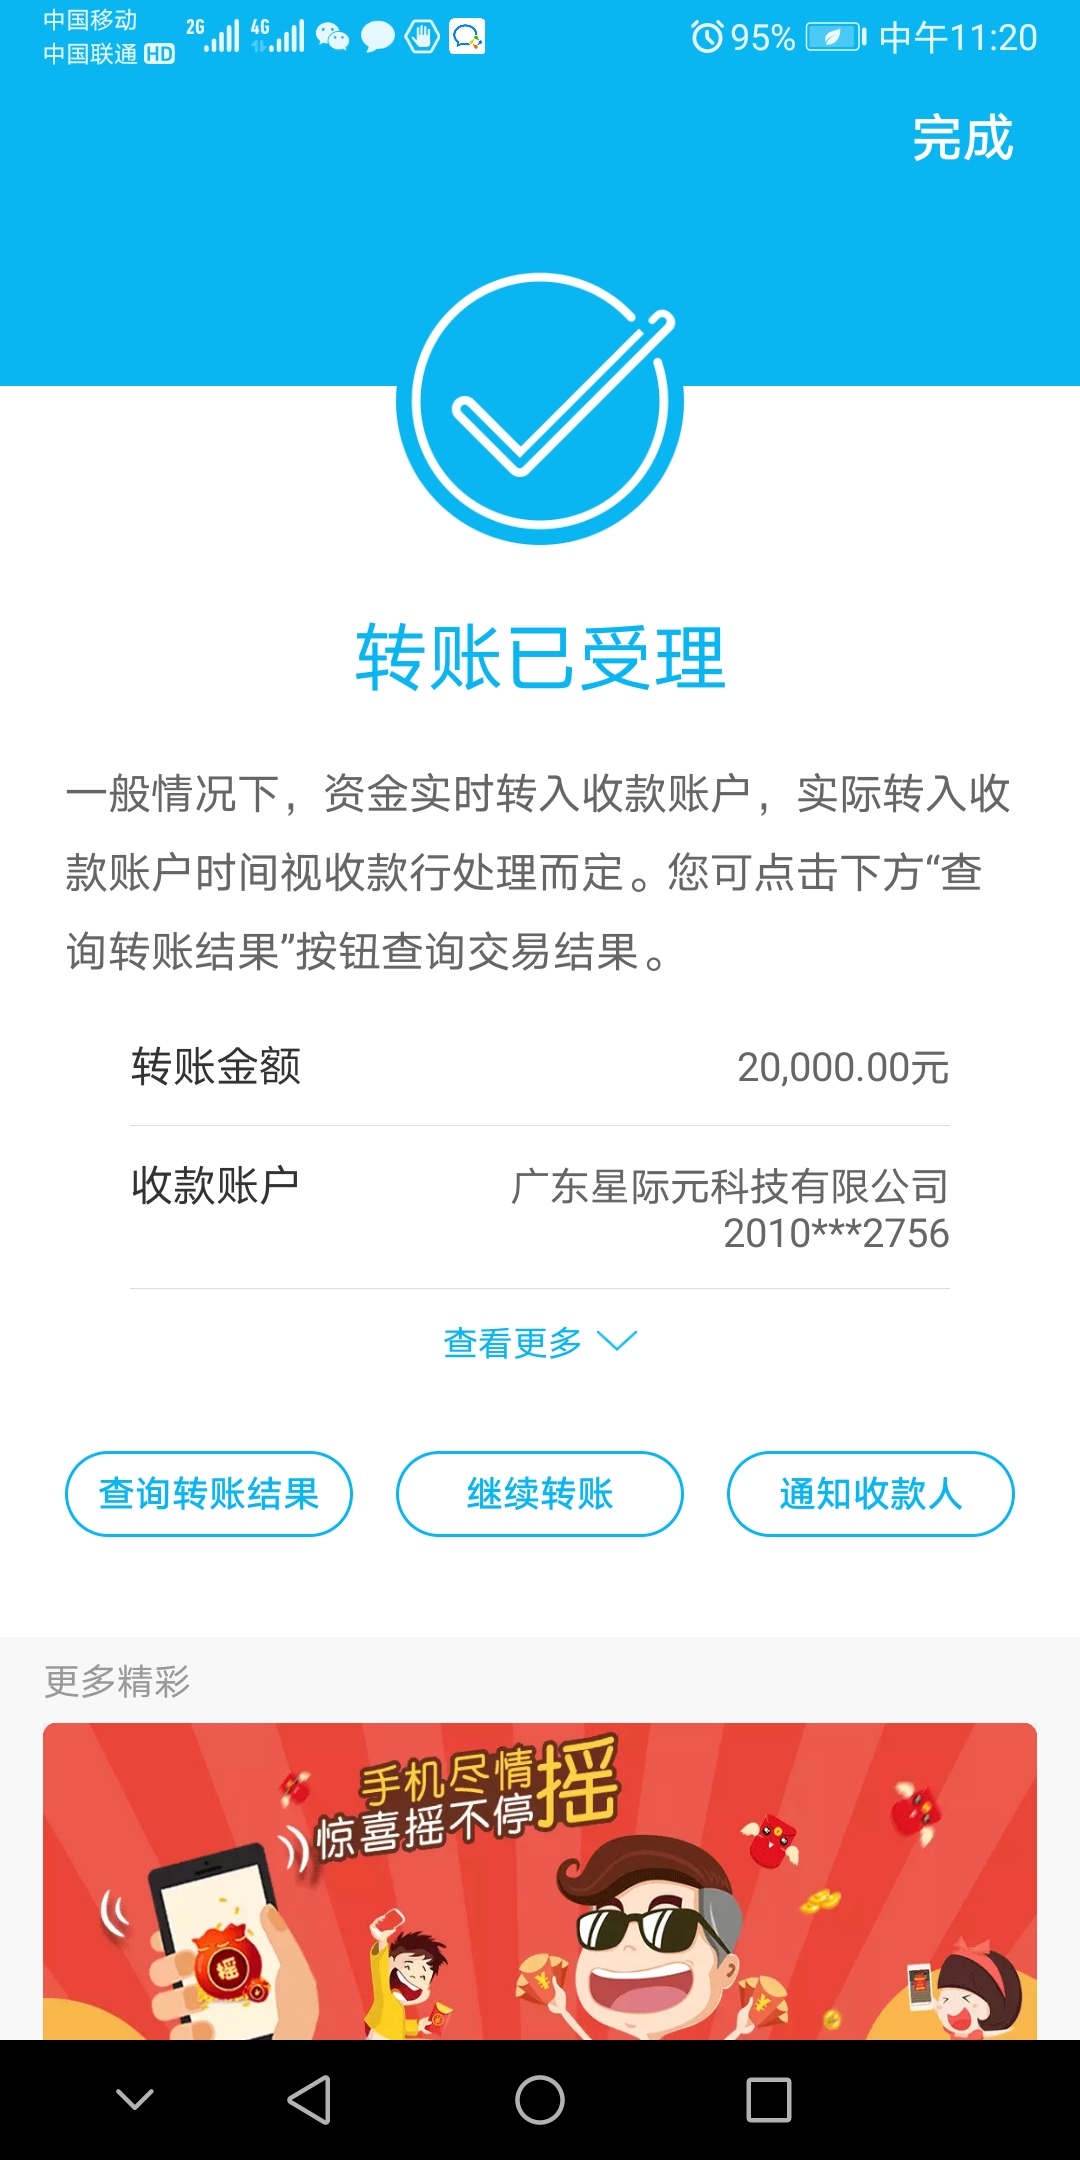 中国移动
中国联通 HD
2G 4G
95% 中午11:20
完成
转账已受理
一般情况下，资金实时转入收款账户，实际转入收
款账户时间视收款行处理而定。您可点击下方“查
询转账结果”按钮查询交易结果。
转账金额 20,000.00元
收款账户 广东星际元科技有限公司
2010***2756
查看更多
查询转账结果 继续转账 通知收款人
更多精彩
手机尽情摇
惊喜摇不停
摇